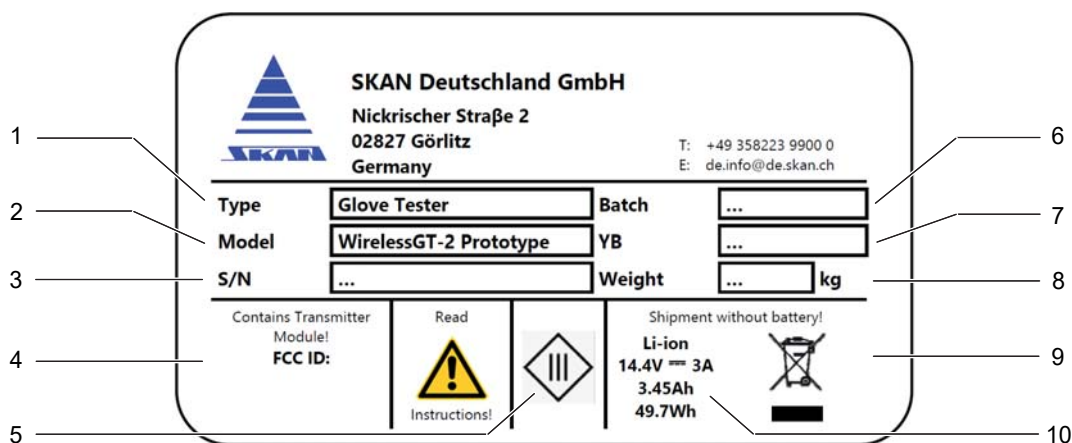 SKAN Deutschland GmbH
Nickrischer Straβe 2
02827 Görlitz
Germany
T: +49 358223 9900 0
E: de.info@de.skan.ch
SKAN
1
2
3
4
5
6
7
8
9
10
Type Glove Tester Batch ...
Model WirelessGT-2 Prototype YB ...
S/N ... Weight ... kg
Contains Transmitter
Module!
FCC ID:
Read
Instructions!
III
Shipment without battery!
Li-ion
14.4V ⎓ 3A
3.45Ah
49.7Wh